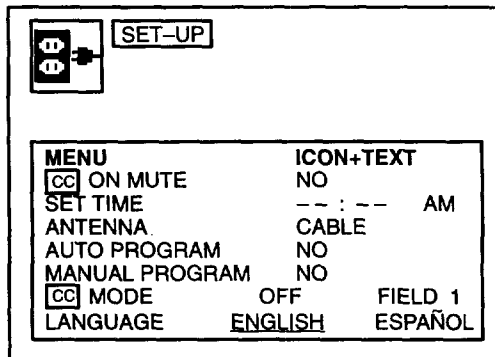 SET–UP
MENU ICON+TEXT
CC ON MUTE NO
SET TIME – – : – – AM
ANTENNA CABLE
AUTO PROGRAM NO
MANUAL PROGRAM NO
CC MODE OFF FIELD 1
LANGUAGE ENGLISH ESPAÑOL